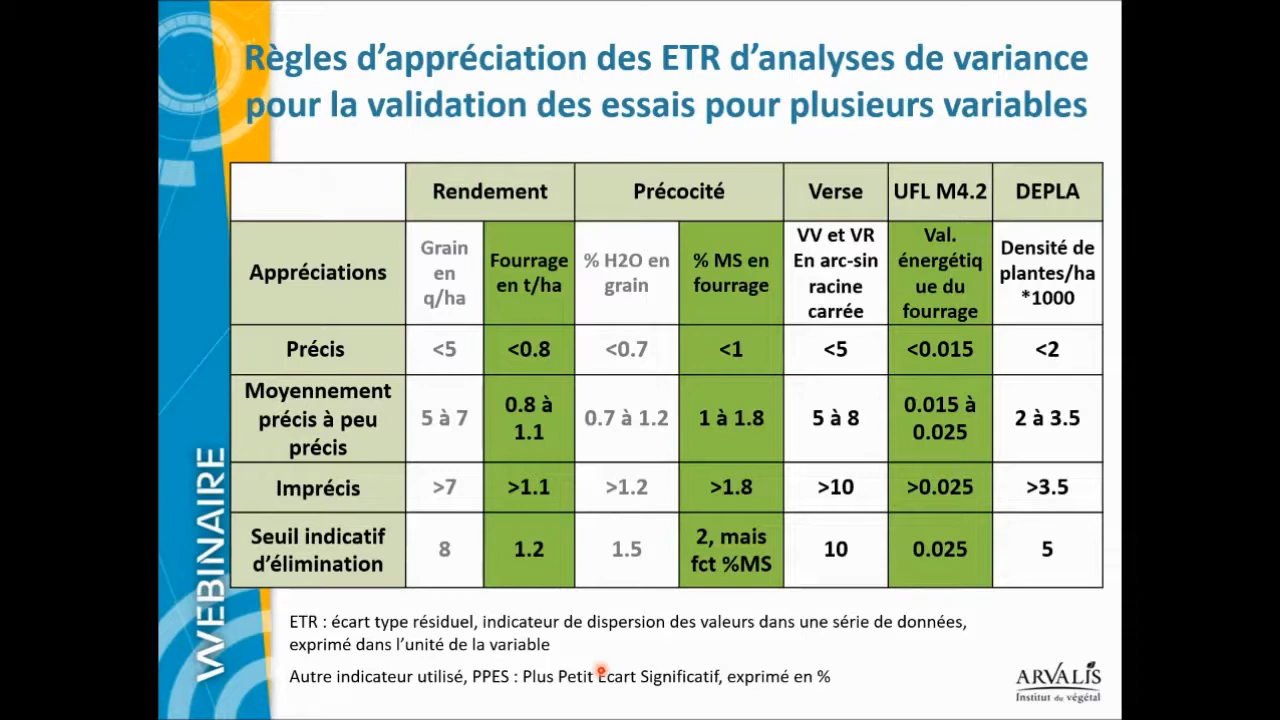 Règles d'appréciation des ETR d'analyses de variance
pour la validation des essais pour plusieurs variables
Rendement
Précocité
Verse
UFL M4.2
DEPLA
Appréciations
Grain
en
q/ha
Fourrage
en t/ha
% H2O en
grain
% MS en
fourrage
VV et VR
En arc-sin
racine
carrée
Val.
énergétiq
ue du
fourrage
Densité de
plantes/ha
*1000
Précis
<5
<0.8
<0.7
<1
<5
<0.015
<2
Moyennement
précis à peu
précis
5 à 7
0.8 à
1.1
0.7 à 1.2
1 à 1.8
5 à 8
0.015 à
0.025
2 à 3.5
Imprécis
>7
>1.1
>1.2
>1.8
>10
>0.025
>3.5
Seuil indicatif
d'élimination
8
1.2
1.5
2, mais
fct %MS
10
0.025
5
ETR : écart type résiduel, indicateur de dispersion des valeurs dans une série de données,
exprimé dans l'unité de la variable
Autre indicateur utilisé, PPES : Plus Petit Ecart Significatif, exprimé en %
WEBINAIRE
ARVALIS
Institut du végétal